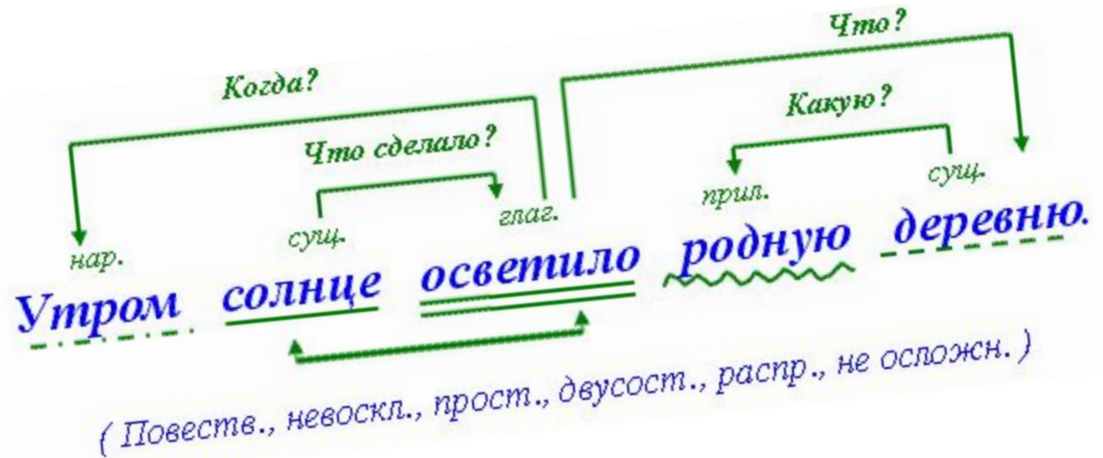 Что?
Когда?
Какую?
Что сделало?
нар. сущ. глаг. прил. сущ.
Утром солнце осветило родную деревню.
( Повеств., невоскл., прост., двусост., распр., не осложн. )